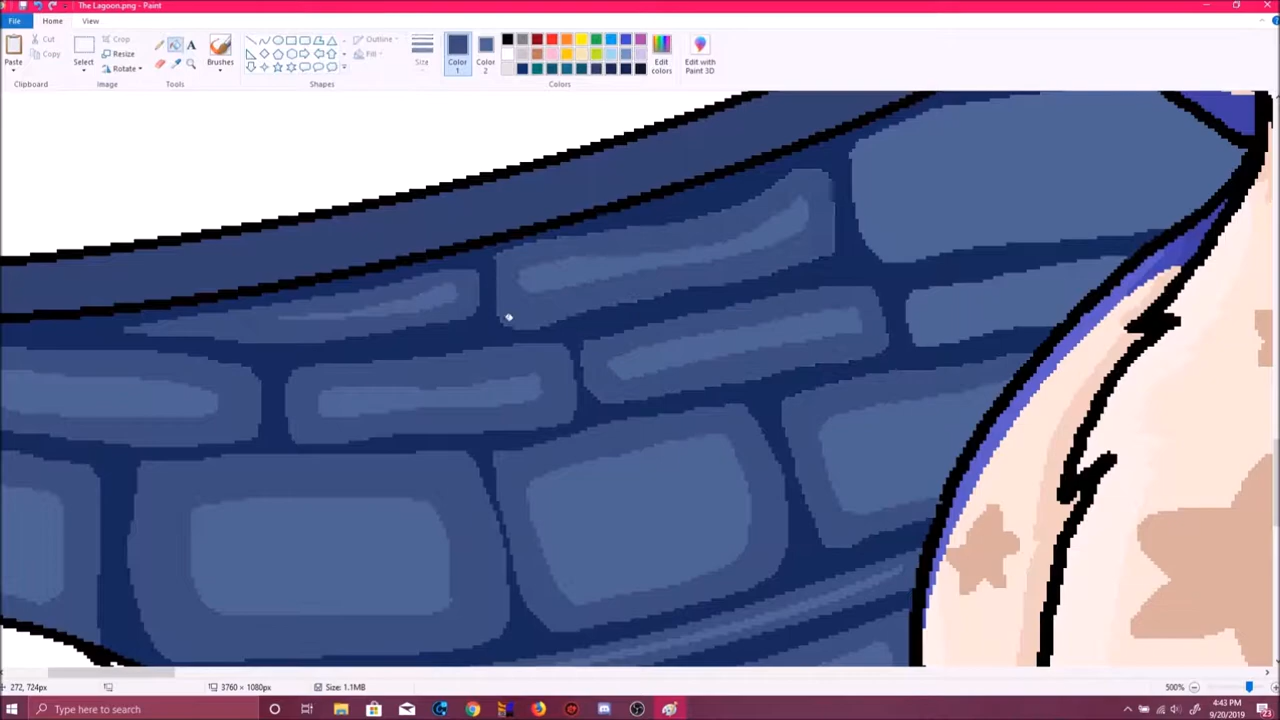 The Lagoon.png - Paint
File
Home
View
Paste
Cut
Copy
Clipboard
Select
Crop
Resize
Rotate
Image
Tools
Brushes
Shapes
Outline
Fill
Size
Color 1
Color 2
Colors
Edit colors
Edit with Paint 3D
272, 724px
3760 × 1080px
Size: 1.1MB
500%
Type here to search
4:43 PM
9/20/2019
23